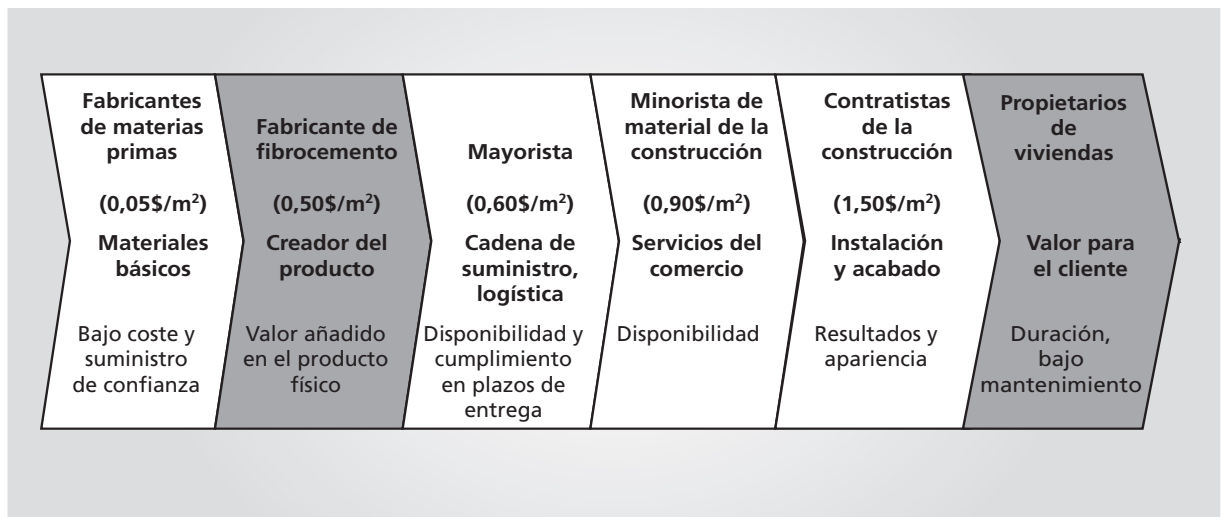 Fabricantes
de materias
primas
(0,05$/m²)
Materiales
básicos
Bajo coste y
suministro
de confianza
Fabricante de
fibrocemento
(0,50$/m²)
Creador del
producto
Valor añadido
en el producto
físico
Mayorista
(0,60$/m²)
Cadena de
suministro,
logística
Disponibilidad y
cumplimiento
en plazos de
entrega
Minorista de
material de la
construcción
(0,90$/m²)
Servicios del
comercio
Disponibilidad
Contratistas
de la
construcción
(1,50$/m²)
Instalación
y acabado
Resultados y
apariencia
Propietarios
de
viviendas
Valor para
el cliente
Duración,
bajo
mantenimiento